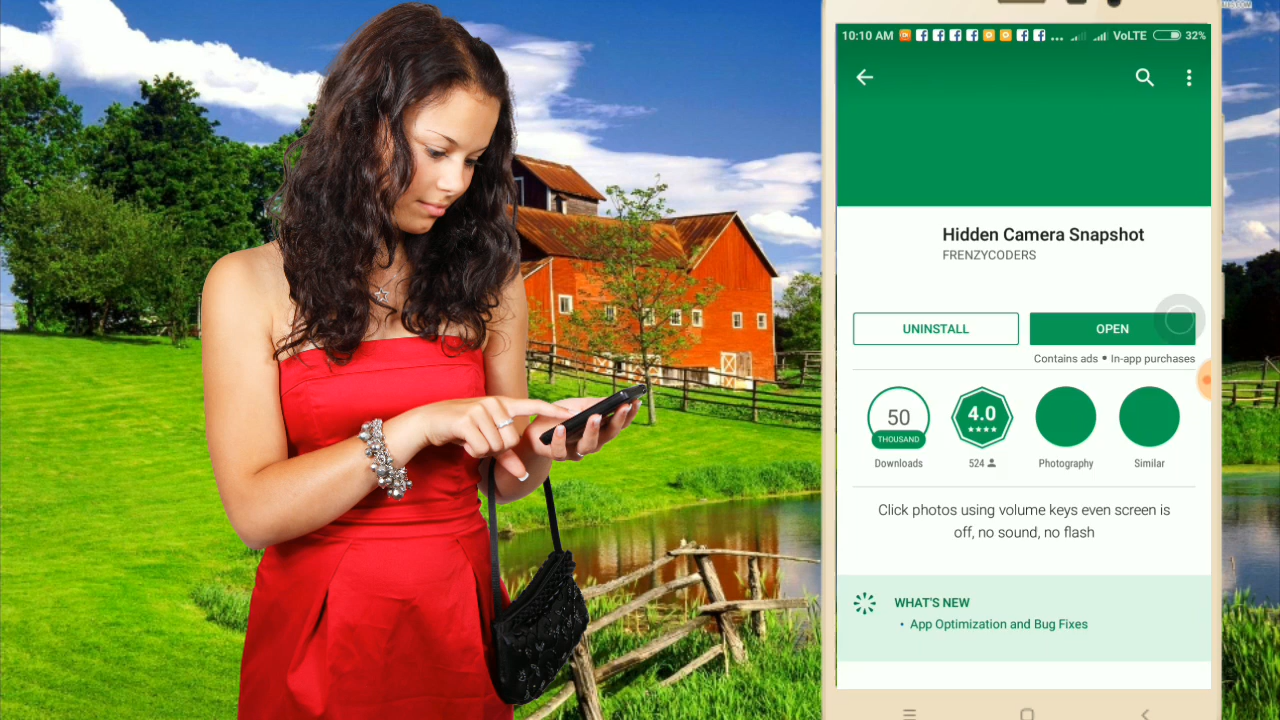 10:10 AM
... VoLTE 32%
Hidden Camera Snapshot
FRENZYCODERS
UNINSTALL
OPEN
Contains ads • In-app purchases
50
THOUSAND
4.0
Downloads
524
Photography
Similar
Click photos using volume keys even screen is
off, no sound, no flash
WHAT'S NEW
• App Optimization and Bug Fixes